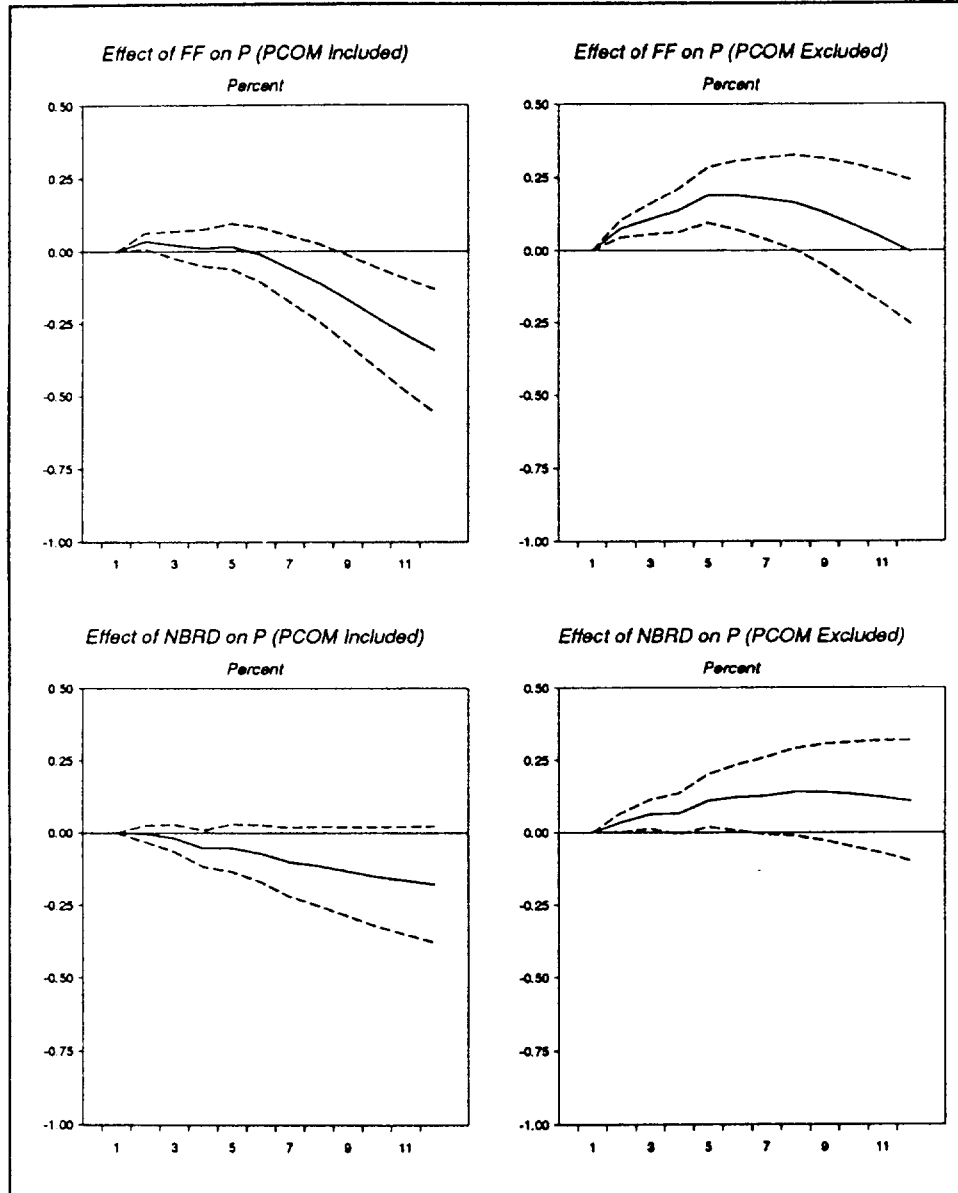 Effect of FF on P (PCOM Included)
Percent
0.50
0.25
0.00
-0.25
-0.50
-0.75
-1.00
1 3 5 7 9 11
Effect of FF on P (PCOM Excluded)
Percent
0.50
0.25
0.00
-0.25
-0.50
-0.75
-1.00
1 3 5 7 9 11
Effect of NBRD on P (PCOM Included)
Percent
0.50
0.25
0.00
-0.25
-0.50
-0.75
-1.00
1 3 5 7 9 11
Effect of NBRD on P (PCOM Excluded)
Percent
0.50
0.25
0.00
-0.25
-0.50
-0.75
-1.00
1 3 5 7 9 11